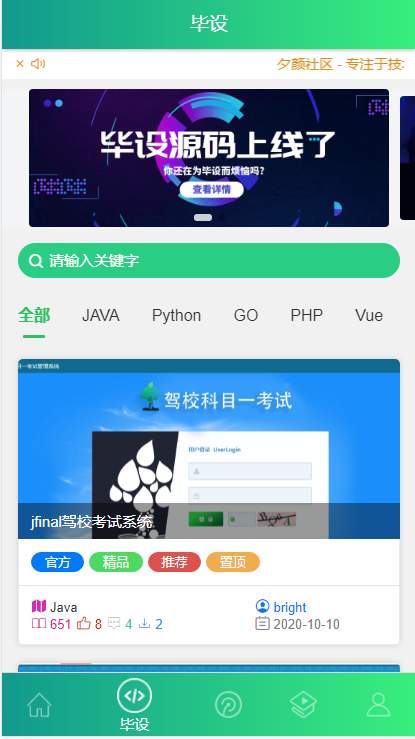 毕设
夕颜社区 - 专注于技
毕设源码上线了
你还在为毕设而烦恼吗?
查看详情
请输入关键字
全部 JAVA Python GO PHP Vue
驾校科目一考试
用户登录 UserLogin
登录
jfinal驾校考试系统
官方 精品 推荐 置顶
Java bright
651 8 4 2 2020-10-10
毕设